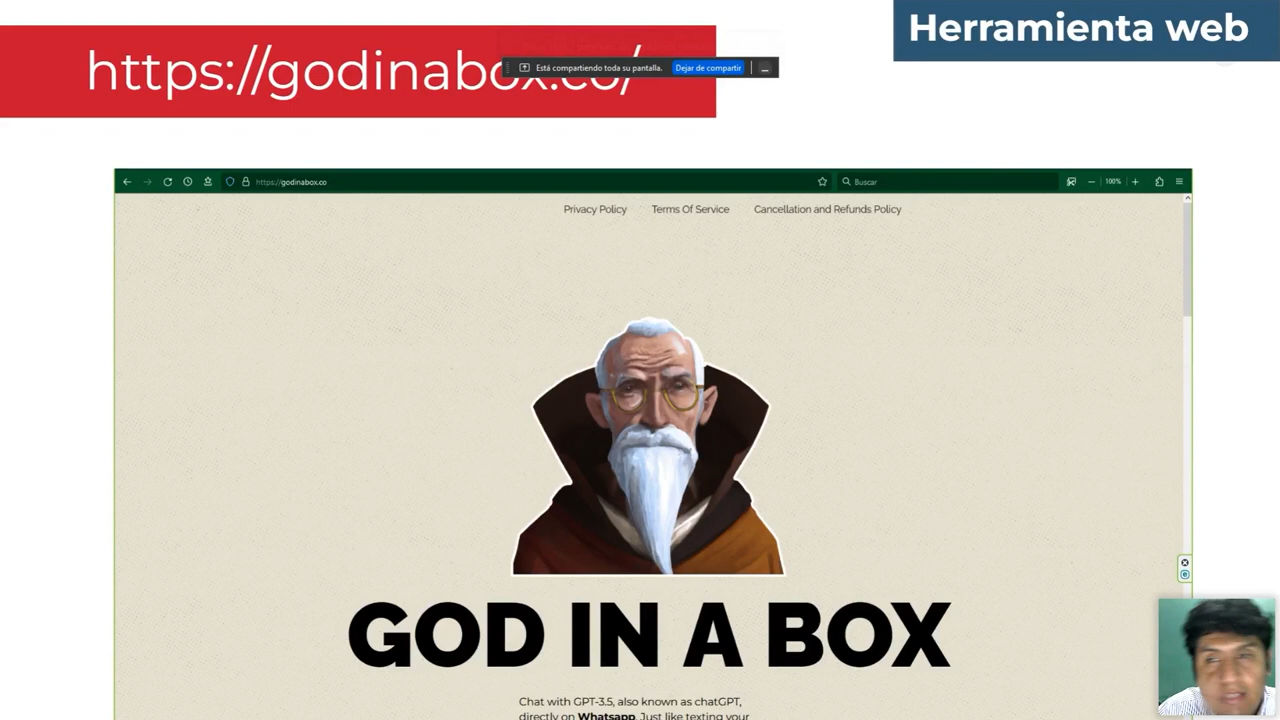 Herramienta web
https://godinabox.co/
Está compartiendo toda su pantalla. Dejar de compartir
https://godinabox.co
Buscar
100%
Privacy Policy Terms Of Service Cancellation and Refunds Policy
GOD IN A BOX
Chat with GPT-3.5, also known as chatGPT,
directly on Whatsapp. Just like texting your